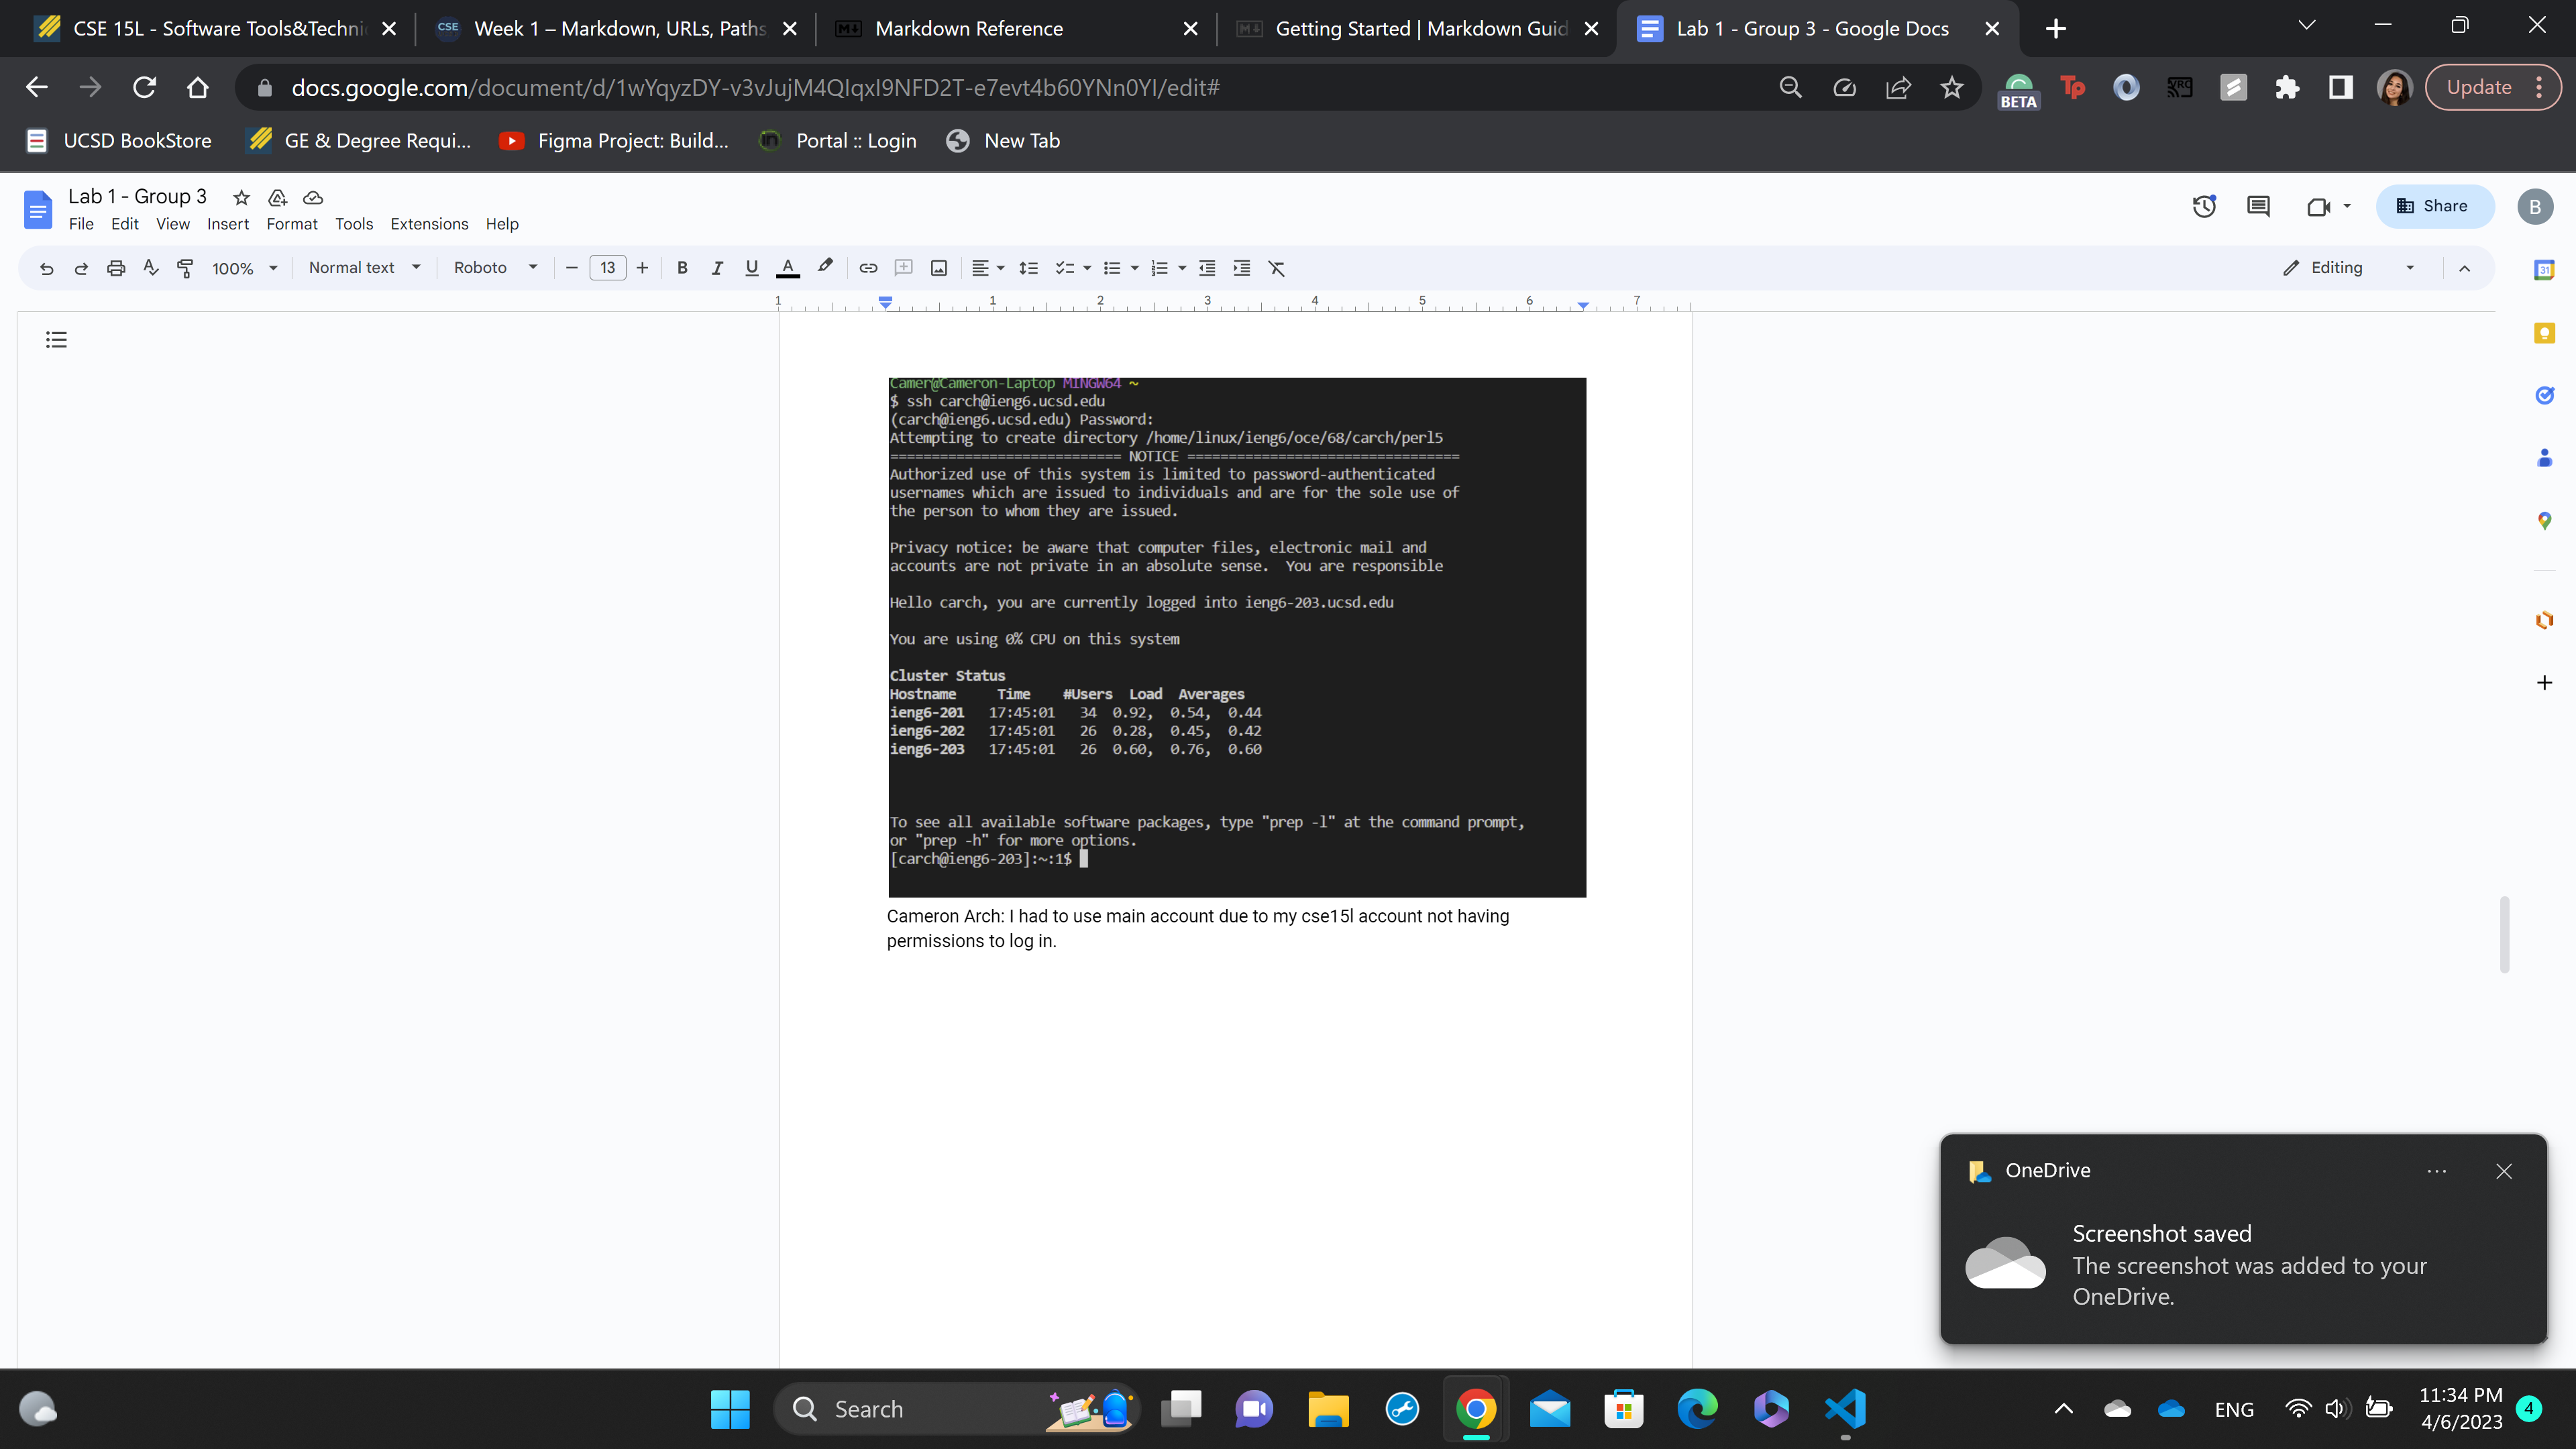 CSE 15L - Software Tools&Techni
Week 1 – Markdown, URLs, Paths
Markdown Reference
Getting Started | Markdown Guid
Lab 1 - Group 3 - Google Docs
docs.google.com/document/d/1wYqyzDY-v3vJujM4QIqxI9NFD2T-e7evt4b60YNn0YI/edit#
BETA
Update
UCSD BookStore
GE & Degree Requi...
Figma Project: Build...
Portal :: Login
New Tab
Lab 1 - Group 3
File Edit View Insert Format Tools Extensions Help
Share
B
100% Normal text Roboto 13 B I U A
Editing
1 1 2 3 4 5 6 7
Camer@Cameron-Laptop MINGW64 ~
$ ssh carch@ieng6.ucsd.edu
(carch@ieng6.ucsd.edu) Password:
Attempting to create directory /home/linux/ieng6/oce/68/carch/perl5
============================ NOTICE =================================
Authorized use of this system is limited to password-authenticated
usernames which are issued to individuals and are for the sole use of
the person to whom they are issued.
Privacy notice: be aware that computer files, electronic mail and
accounts are not private in an absolute sense.  You are responsible
Hello carch, you are currently logged into ieng6-203.ucsd.edu
You are using 0% CPU on this system
Cluster Status
Hostname     Time    #Users  Load  Averages
ieng6-201   17:45:01   34  0.92,  0.54,  0.44
ieng6-202   17:45:01   26  0.28,  0.45,  0.42
ieng6-203   17:45:01   26  0.60,  0.76,  0.60
To see all available software packages, type "prep -l" at the command prompt,
or "prep -h" for more options.
[carch@ieng6-203]:~:1$
Cameron Arch: I had to use main account due to my cse15l account not having
permissions to log in.
OneDrive
Screenshot saved
The screenshot was added to your
OneDrive.
Search
ENG
11:34 PM
4/6/2023
4